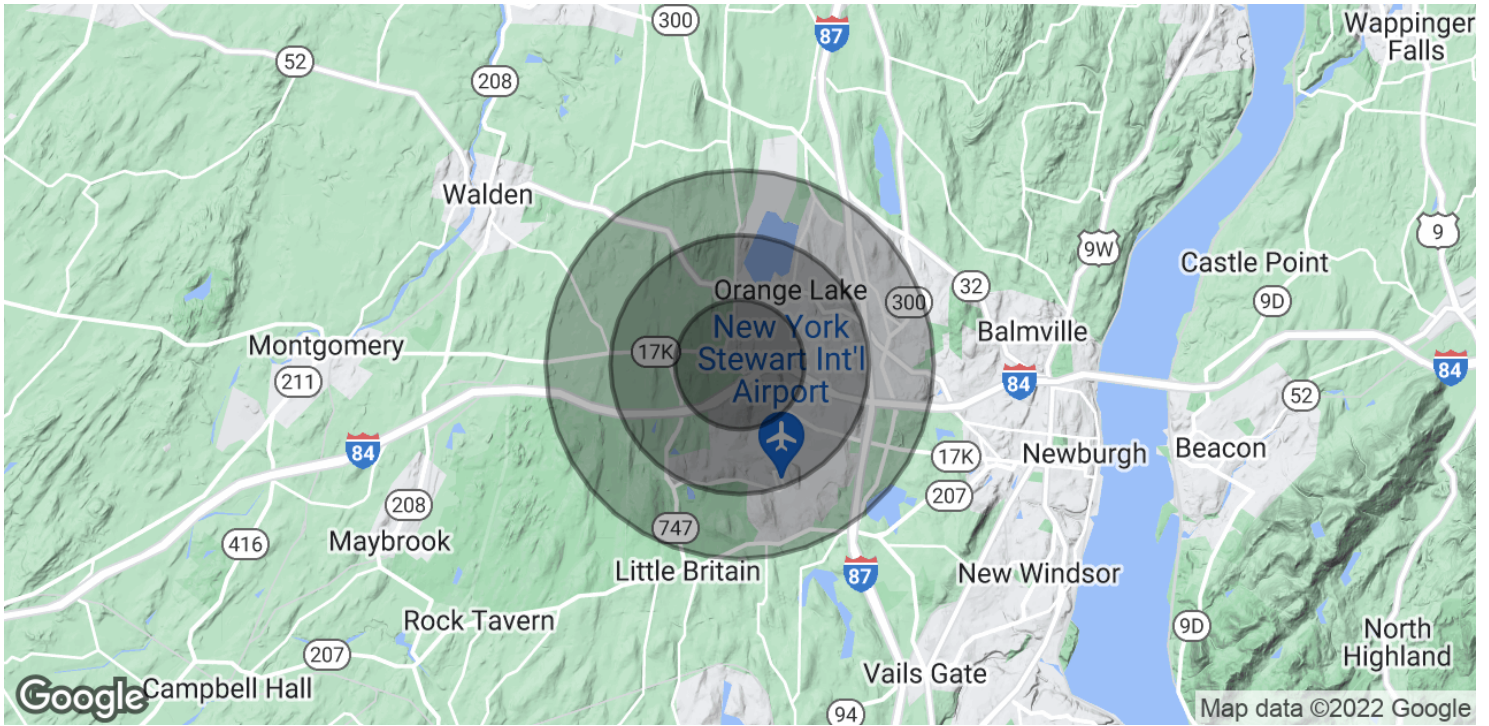 300
87
Wappinger
Falls
52
208
Walden
9W
9
Castle Point
Orange Lake
32
300
9D
New York
Stewart Int'l
Airport
Balmville
Montgomery
17K
211
84
84
52
84
17K
Newburgh
Beacon
207
208
747
416
Maybrook
Little Britain
87
New Windsor
Rock Tavern
9D
North
Highland
207
Vails Gate
Google
Campbell Hall
94
Map data ©2022 Google